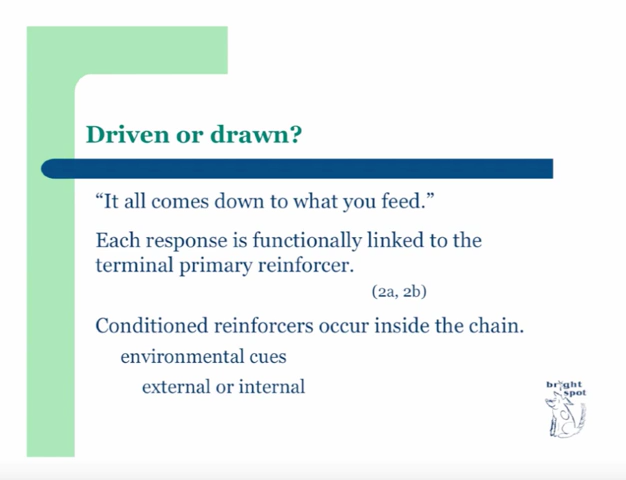 Driven or drawn?
“It all comes down to what you feed.”
Each response is functionally linked to the
terminal primary reinforcer.
(2a, 2b)
Conditioned reinforcers occur inside the chain.
environmental cues
external or internal
bright
spot